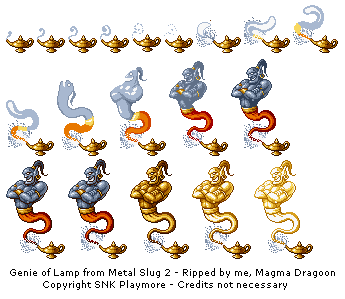 Genie of Lamp from Metal Slug 2 - Ripped by me, Magma Dragoon
Copyright SNK Playmore - Credits not necessary